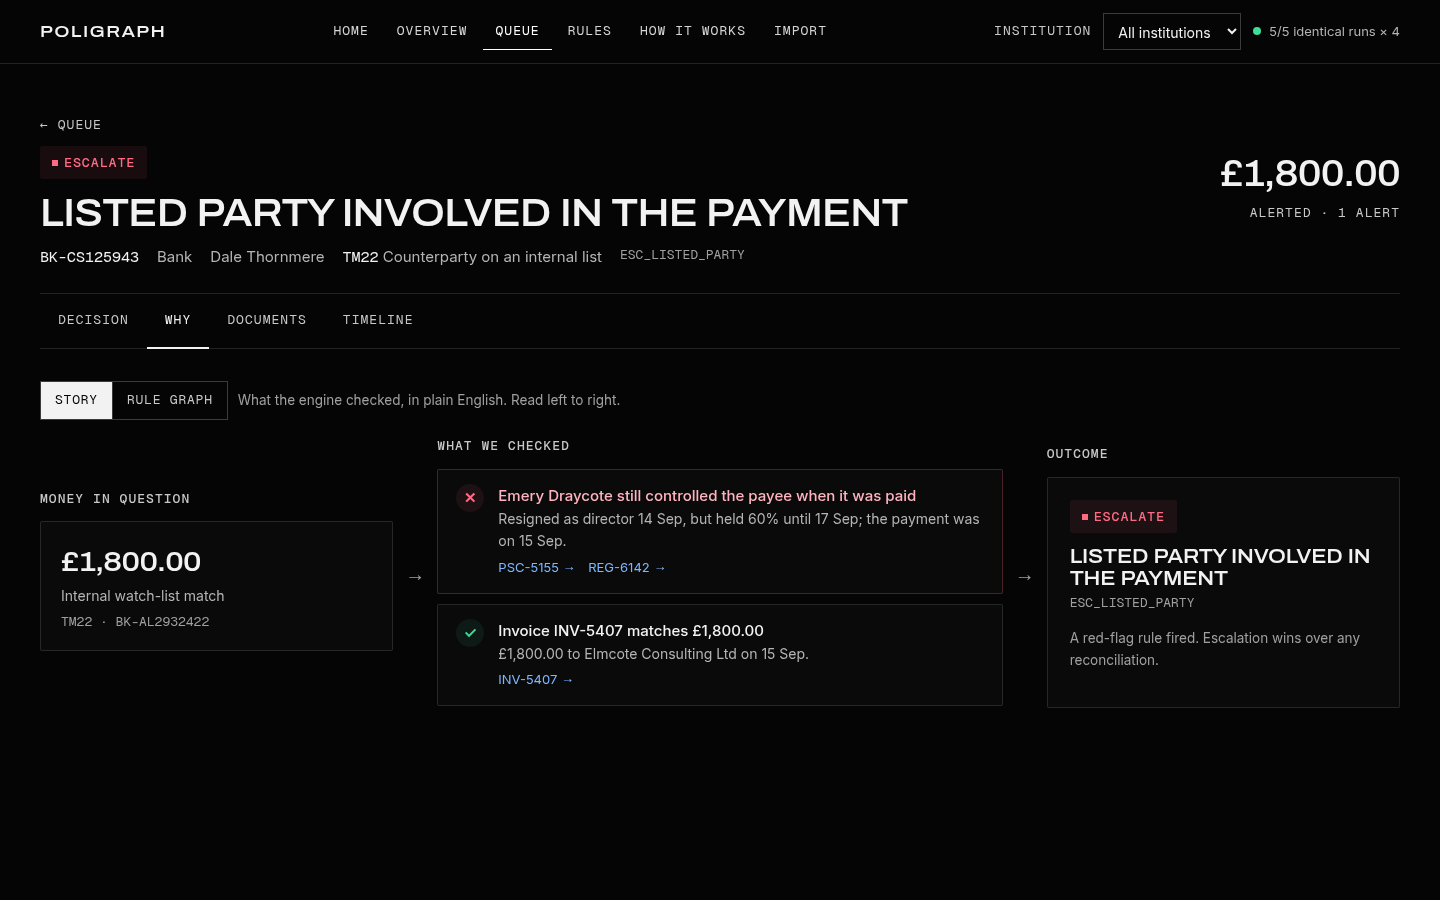 POLIGRAPH
HOME OVERVIEW QUEUE RULES HOW IT WORKS IMPORT
INSTITUTION All institutions 5/5 identical runs × 4
← QUEUE
ESCALATE
LISTED PARTY INVOLVED IN THE PAYMENT
BK-CS125943 Bank Dale Thornmere TM22 Counterparty on an internal list ESC_LISTED_PARTY
£1,800.00
ALERTED · 1 ALERT
DECISION WHY DOCUMENTS TIMELINE
STORY RULE GRAPH What the engine checked, in plain English. Read left to right.
MONEY IN QUESTION
£1,800.00
Internal watch-list match
TM22 · BK-AL2932422
→
WHAT WE CHECKED
Emery Draycote still controlled the payee when it was paid
Resigned as director 14 Sep, but held 60% until 17 Sep; the payment was
on 15 Sep.
PSC-5155 → REG-6142 →
Invoice INV-5407 matches £1,800.00
£1,800.00 to Elmcote Consulting Ltd on 15 Sep.
INV-5407 →
→
OUTCOME
ESCALATE
LISTED PARTY INVOLVED IN
THE PAYMENT
ESC_LISTED_PARTY
A red-flag rule fired. Escalation wins over any
reconciliation.